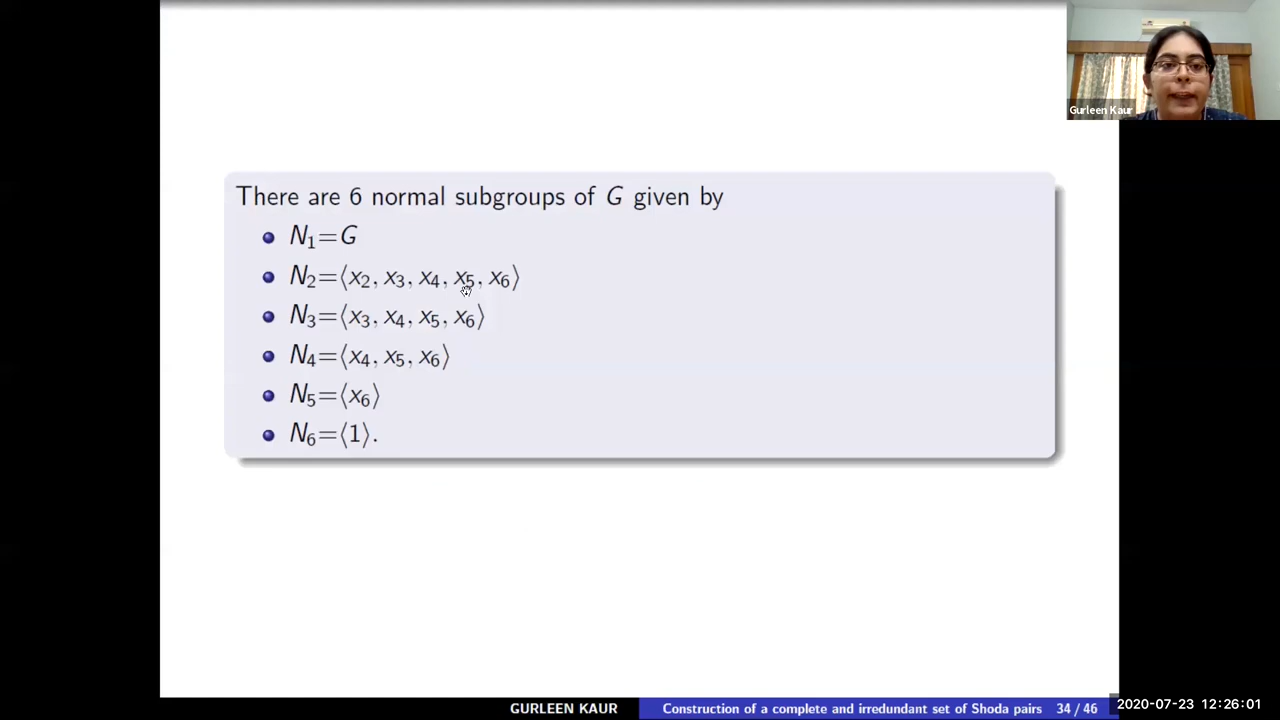 Gurleen Kaur
There are 6 normal subgroups of G given by
N₁=G
N₂=⟨x₂, x₃, x₄, x₅, x₆⟩
N₃=⟨x₃, x₄, x₅, x₆⟩
N₄=⟨x₄, x₅, x₆⟩
N₅=⟨x₆⟩
N₆=⟨1⟩.
GURLEEN KAUR
Construction of a complete and irredundant set of Shoda pairs 34 / 46
2020-07-23 12:26:01